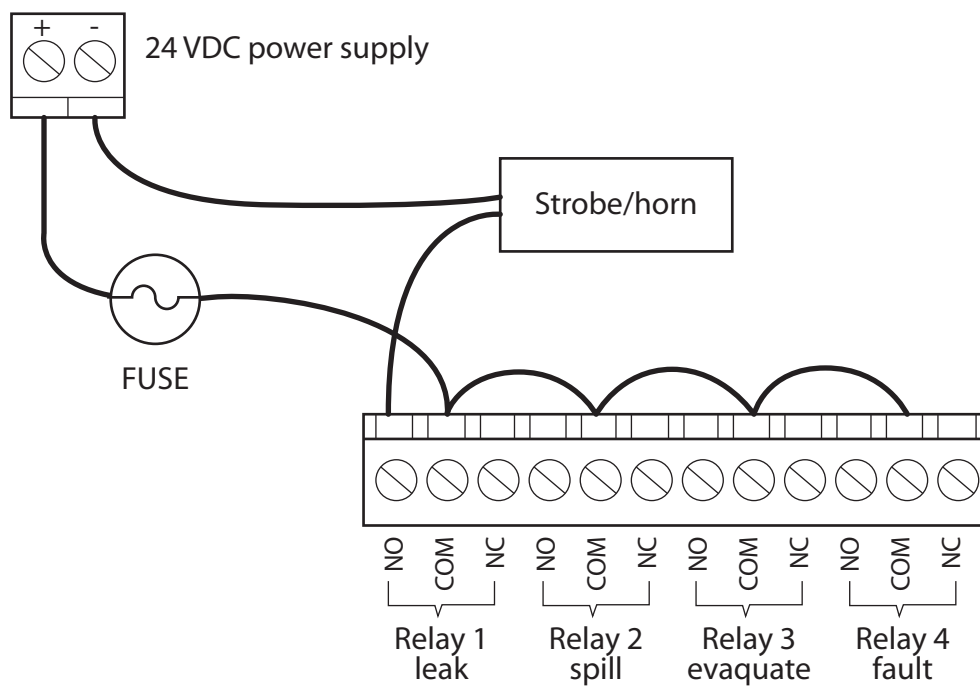 + -
24 VDC power supply
Strobe/horn
FUSE
NO COM NC NO COM NC NO COM NC NO COM NC
Relay 1 Relay 2 Relay 3 Relay 4
leak spill evaquate fault